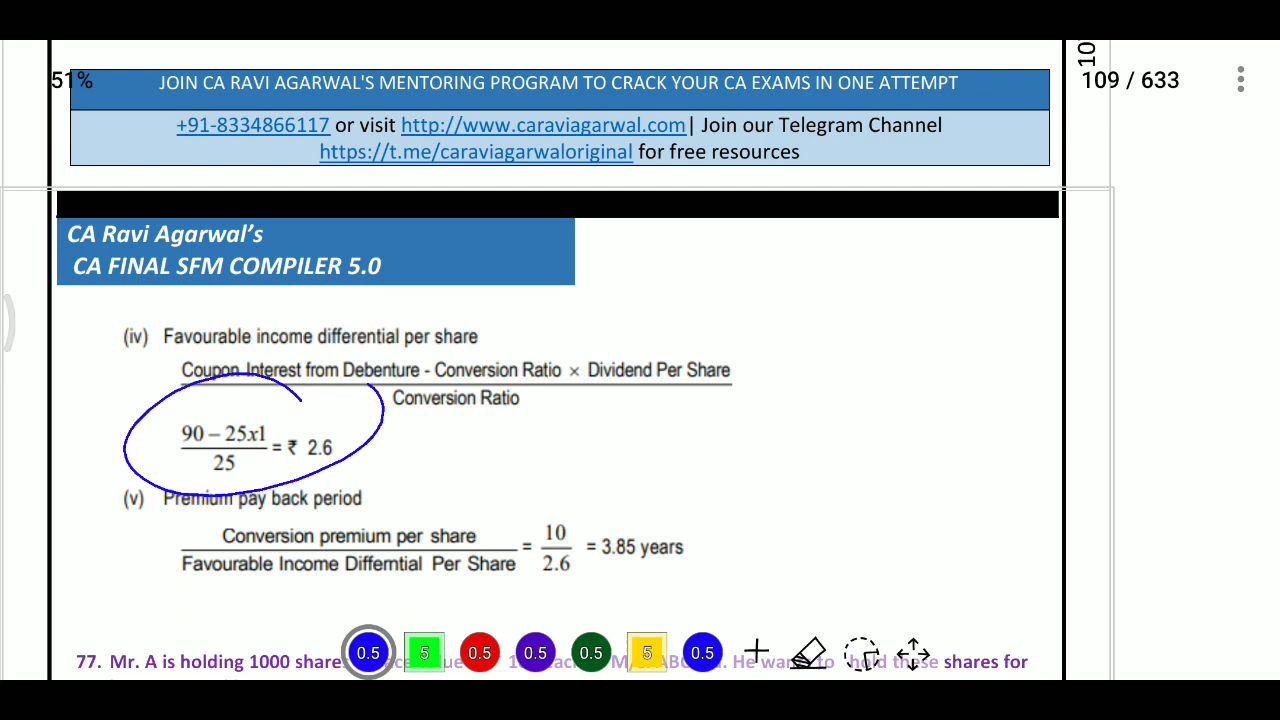 51%
JOIN CA RAVI AGARWAL'S MENTORING PROGRAM TO CRACK YOUR CA EXAMS IN ONE ATTEMPT
109 / 633
10
+91-8334866117 or visit http://www.caraviagarwal.com| Join our Telegram Channel
https://t.me/caraviagarwaloriginal for free resources
CA Ravi Agarwal's
CA FINAL SFM COMPILER 5.0
(iv) Favourable income differential per share
Coupon Interest from Debenture - Conversion Ratio × Dividend Per Share
Conversion Ratio
90 – 25x1
25
= ₹ 2.6
(v) Premium pay back period
Conversion premium per share
Favourable Income Differntial Per Share
= 10
2.6
= 3.85 years
0.5 5 0.5 0.5 0.5 5 0.5
77. Mr. A is holding 1000 share He to hold these shares for